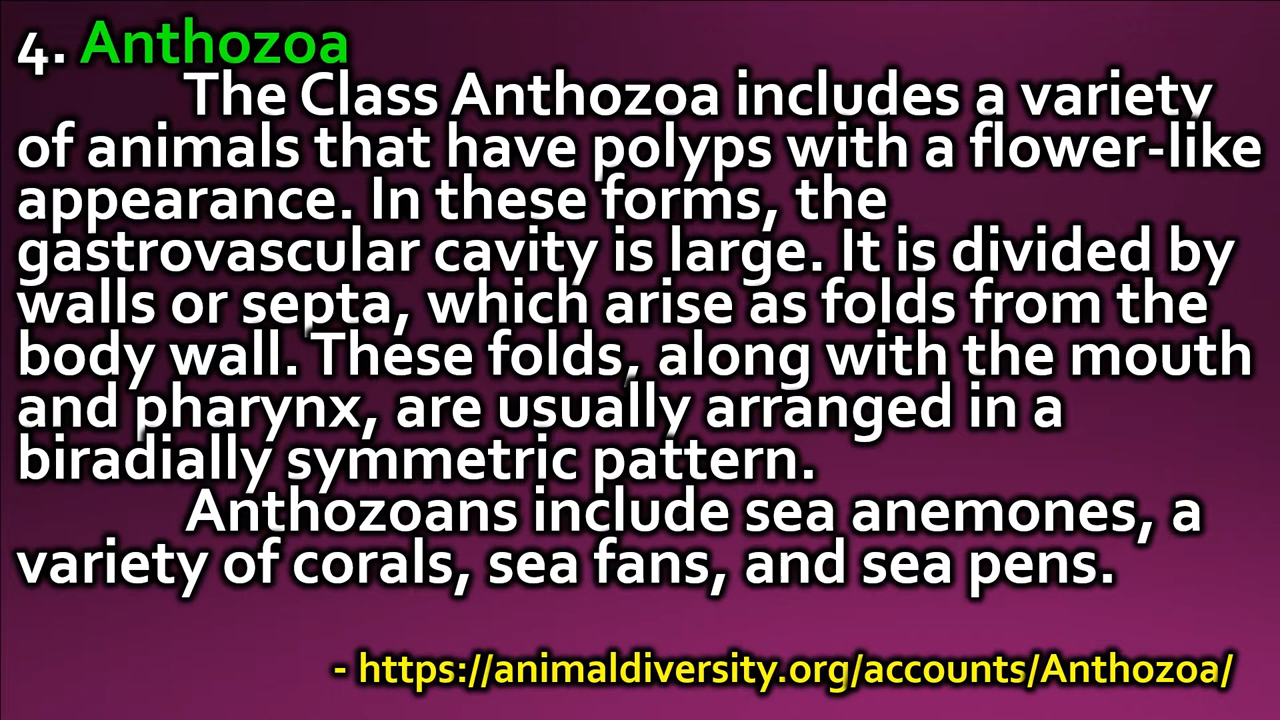 4. Anthozoa
The Class Anthozoa includes a variety
of animals that have polyps with a flower-like
appearance. In these forms, the
gastrovascular cavity is large. It is divided by
walls or septa, which arise as folds from the
body wall. These folds, along with the mouth
and pharynx, are usually arranged in a
biradially symmetric pattern.
Anthozoans include sea anemones, a
variety of corals, sea fans, and sea pens.
- https://animaldiversity.org/accounts/Anthozoa/